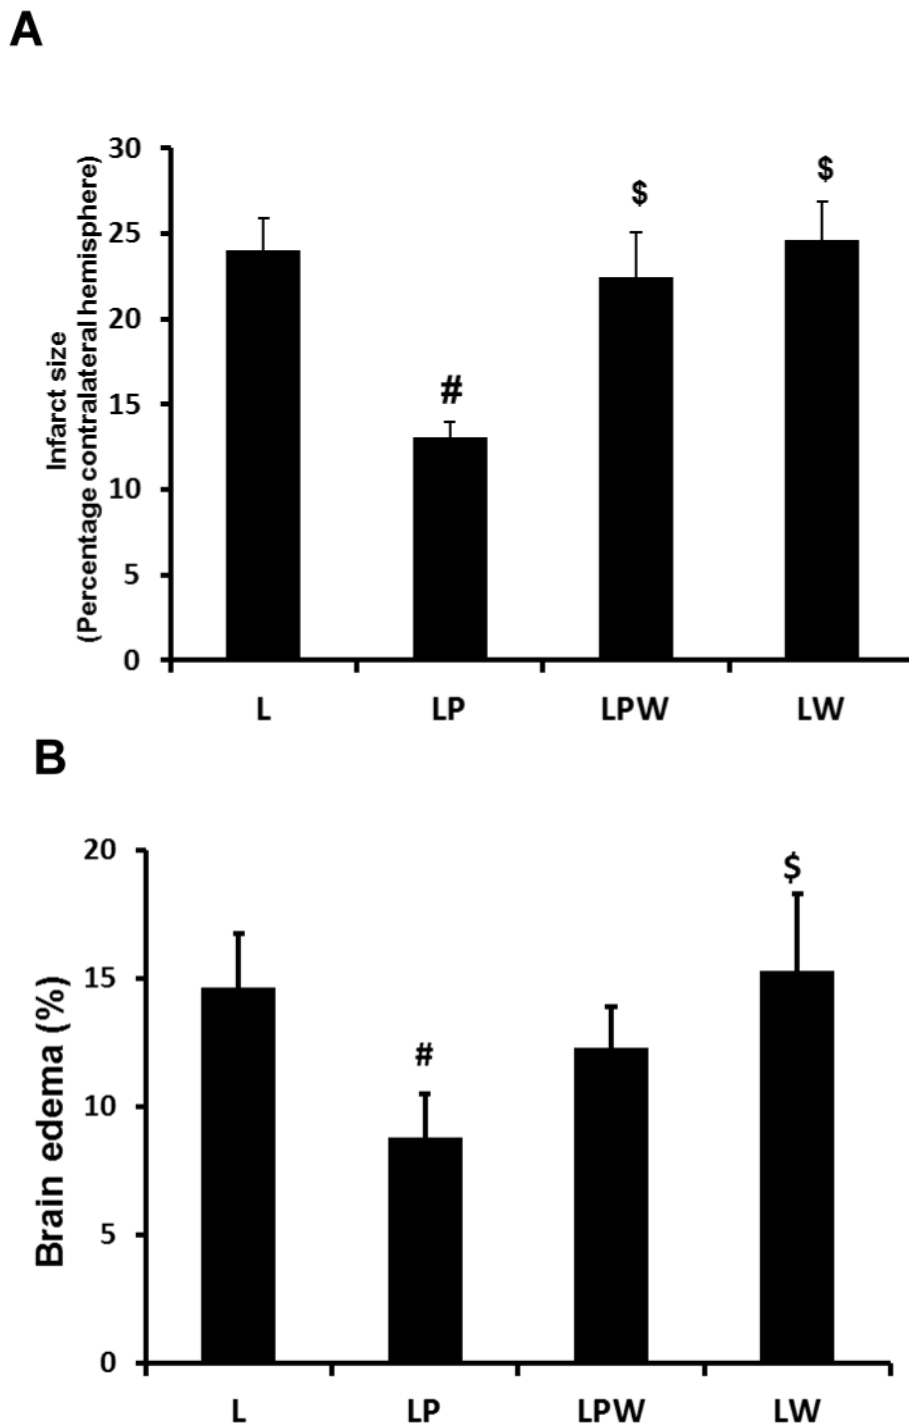 A
30
25
20
15
10
5
0
Infarct size
(Percentage contralateral hemisphere)
#
$
$
L LP LPW LW
B
20
15
10
5
0
Brain edema (%)
#
$
L LP LPW LW